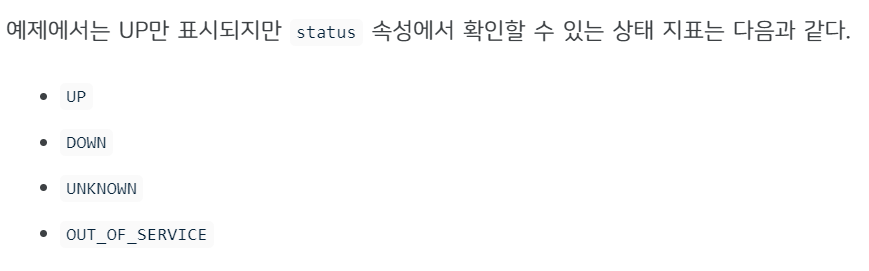 예제에서는 UP만 표시되지만 status 속성에서 확인할 수 있는 상태 지표는 다음과 같다.
UP
DOWN
UNKNOWN
OUT_OF_SERVICE